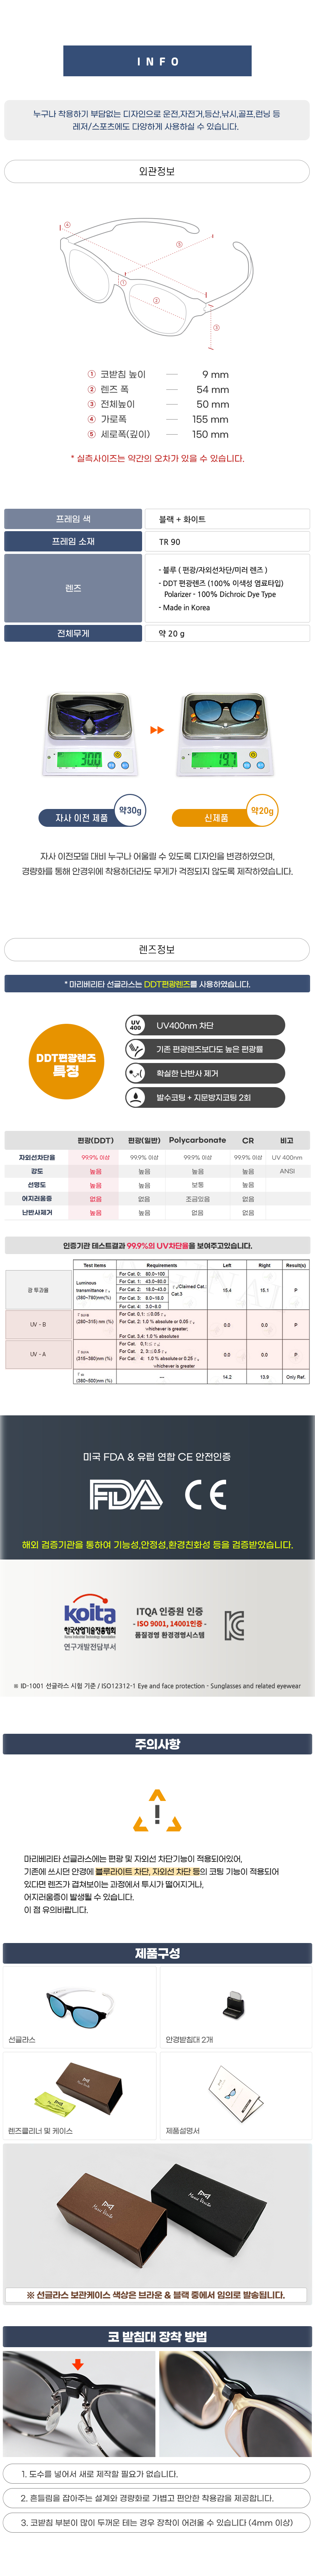 INFO
누구나 착용하기 부담없는 디자인으로 운전,자전거,등산,낚시,골프,런닝 등
레저/스포츠에도 다양하게 사용하실 수 있습니다.
외관정보
④
⑤
①
②
③
① 코받침 높이 9 mm
② 렌즈 폭 54 mm
③ 전체높이 50 mm
④ 가로폭 155 mm
⑤ 세로폭(깊이) 150 mm
* 실측사이즈는 약간의 오차가 있을 수 있습니다.
프레임 색 블랙 + 화이트
프레임 소재 TR 90
렌즈
- 블루 ( 편광/자외선차단/미러 렌즈 )
- DDT 편광렌즈 (100% 이색성 염료타입)
Polarizer - 100% Dichroic Dye Type
- Made in Korea
전체무게 약 20 g
30.0
19.7
자사 이전 제품 약30g
신제품 약20g
자사 이전모델 대비 누구나 어울릴 수 있도록 디자인을 변경하였으며,
경량화를 통해 안경위에 착용하더라도 무게가 걱정되지 않도록 제작하였습니다.
렌즈정보
* 마리베리타 선글라스는 DDT편광렌즈를 사용하였습니다.
DDT편광렌즈
특징
UV 400 UV400nm 차단
기존 편광렌즈보다도 높은 편광률
확실한 난반사 제거
발수코팅 + 지문방지코팅 2회
편광(DDT) 편광(일반) Polycarbonate CR 비고
자외선차단율 99.9% 이상 99.9% 이상 99.9% 이상 99.9% 이상 UV 400nm
강도 높음 높음 높음 높음 ANSI
선명도 높음 높음 보통 높음
어지러움증 없음 없음 조금있음 없음
난반사제거 높음 높음 없음 없음
인증기관 테스트결과 99.9%의 UV차단율을 보여주고있습니다.
Test Items Requirements Left Right Result(s)
광 투과율
Luminous
transmittance τv
(380~780)nm(%)
For Cat. 0: 80.0~100
For Cat. 1: 43.0~80.0
For Cat. 2: 18.0~43.0
For Cat. 3: 8.0~18.0
For Cat. 4: 3.0~8.0
Claimed Cat.:
Cat.3
15.4 15.1 P
UV - B
τSUVB
(280~315) nm (%)
For Cat. 0,1: ≤0.05 τv
For Cat. 2: 1.0 % absolute or 0.05 τv
whichever is greater;
For Cat. 3,4: 1.0 % absolute≤
0.0 0.0 P
UV - A
τSUVA
(315~380)nm (%)
For Cat. 0,1: ≤ τv
For Cat. 2, 3:≤ 0.5 τv
For Cat. 4: 1.0 % absolute or 0.25 τv
whichever is greater
0.0 0.0 P
(380~500)nm (%) --- 14.2 13.9 Only Ref.
미국 FDA & 유럽 연합 CE 안전인증
FDA CE
해외 검증기관을 통하여 기능성,안정성,환경친화성 등을 검증받았습니다.
koita
한국산업기술진흥협회
연구개발전담부서
ITQA 인증원 인증
- ISO 9001, 14001인증 -
품질경영 환경경영시스템
※ ID-1001 선글라스 시험 기준 / ISO12312-1 Eye and face protection - Sunglasses and related eyewear
주의사항
마리베리타 선글라스에는 편광 및 자외선 차단기능이 적용되어있어,
기존에 쓰시던 안경에 블루라이트 차단, 자외선 차단 등의 코팅 기능이 적용되어
있다면 렌즈가 겹쳐보이는 과정에서 투시가 떨어지거나,
어지러움증이 발생될 수 있습니다.
이 점 유의바랍니다.
제품구성
선글라스
안경받침대 2개
렌즈클리너 및 케이스
제품설명서
※ 선글라스 보관케이스 색상은 브라운 & 블랙 중에서 임의로 발송됩니다.
코 받침대 장착 방법
1. 도수를 넣어서 새로 제작할 필요가 없습니다.
2. 흔들림을 잡아주는 설계와 경량화로 가볍고 편안한 착용감을 제공합니다.
3. 코받침 부분이 많이 두꺼운 테는 경우 장착이 어려울 수 있습니다 (4mm 이상)